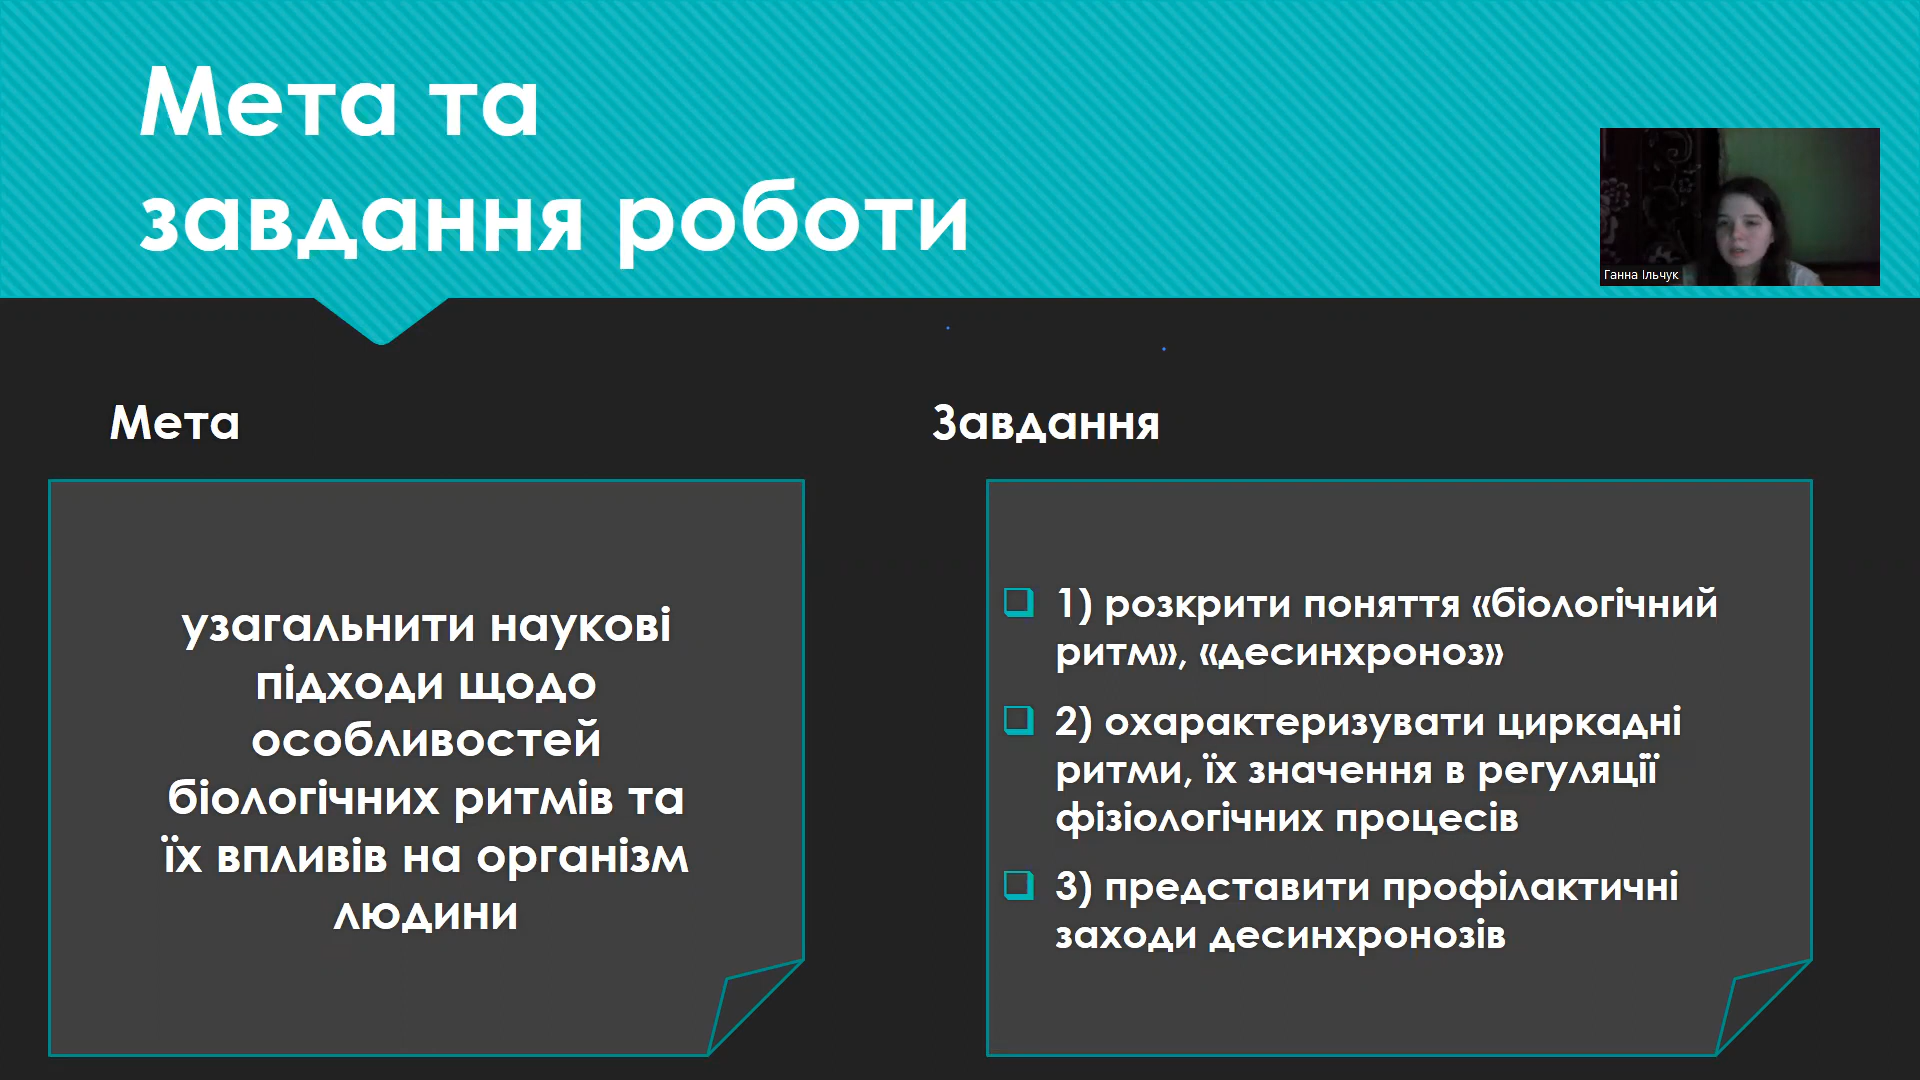 Мета та
завдання роботи
Ганна Ільчук
Мета
узагальнити наукові
підходи щодо
особливостей
біологічних ритмів та
їх впливів на організм
людини
Завдання
1) розкрити поняття «біологічний
ритм», «десинхроноз»
2) охарактеризувати циркадні
ритми, їх значення в регуляції
фізіологічних процесів
3) представити профілактичні
заходи десинхронозів